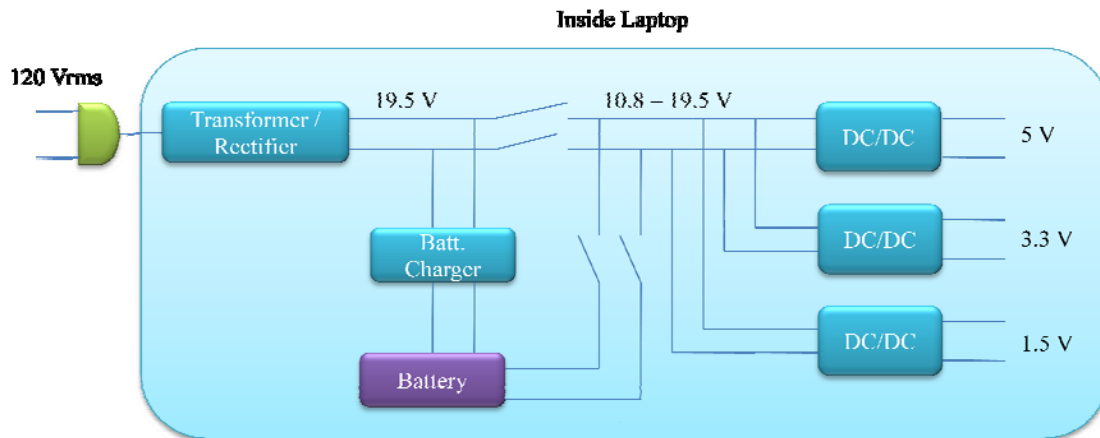 Inside Laptop
120 Vrms
19.5 V
10.8 – 19.5 V
Transformer /
Rectifier
DC/DC
5 V
Batt.
Charger
DC/DC
3.3 V
DC/DC
1.5 V
Battery